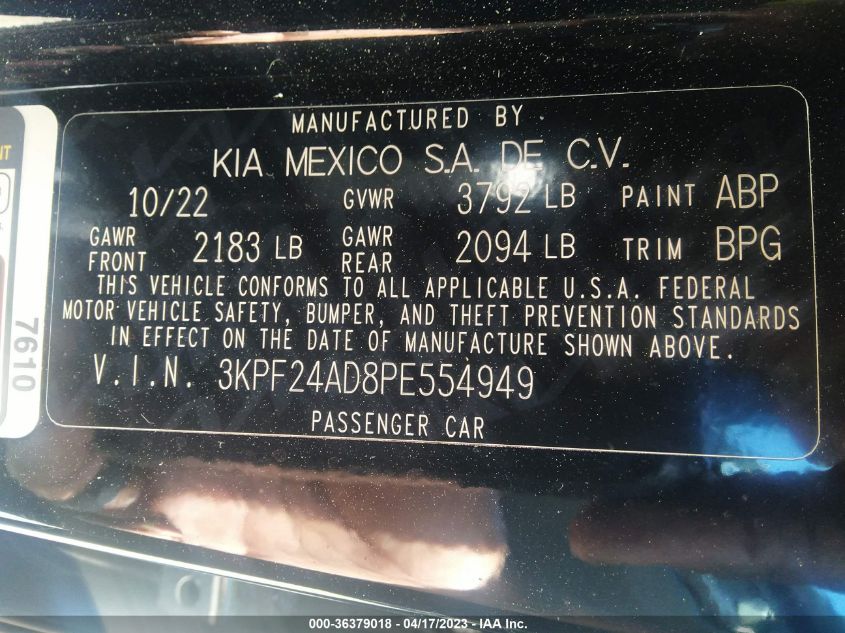 MANUFACTURED BY
KIA MEXICO S.A. DE C.V.
10/22 GVWR 3792 LB PAINT ABP
GAWR FRONT 2183 LB GAWR REAR 2094 LB TRIM BPG
THIS VEHICLE CONFORMS TO ALL APPLICABLE U.S.A. FEDERAL
MOTOR VEHICLE SAFETY, BUMPER, AND THEFT PREVENTION STANDARDS
IN EFFECT ON THE DATE OF MANUFACTURE SHOWN ABOVE.
V.I.N. 3KPF24AD8PE554949
PASSENGER CAR
7610
000-36379018 - 04/17/2023 - IAA Inc.